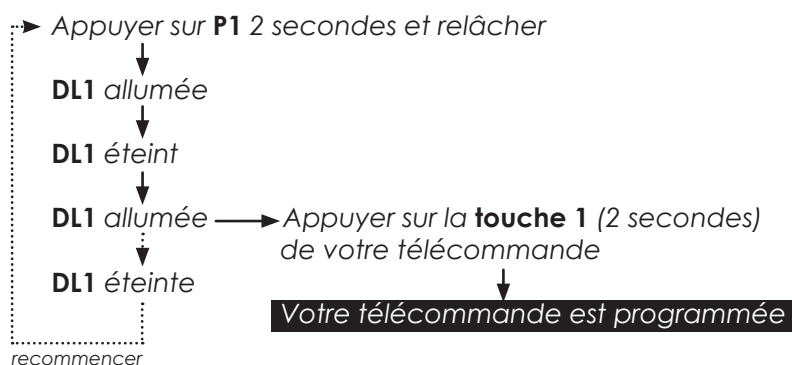 Appuyer sur P1 2 secondes et relâcher
DL1 allumée
DL1 éteint
DL1 allumée
Appuyer sur la touche 1 (2 secondes)
de votre télécommande
DL1 éteinte
Votre télécommande est programmée
recommencer